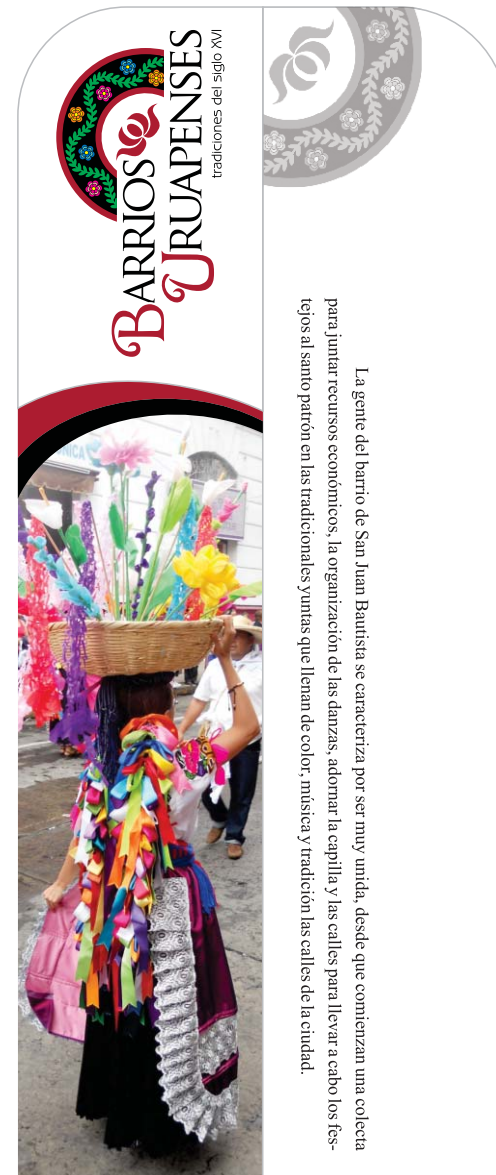 BARRIOS
URUAPENSES
tradiciones del siglo XVI
La gente del barrio de San Juan Bautista se caracteriza por ser muy unida, desde que comienzan una colecta
para juntar recursos económicos, la organización de las danzas, adornar la capilla y las calles para llevar a cabo los fes-
tejos al santo patrón en las tradicionales yuntas que llenan de color, música y tradición las calles de la ciudad.